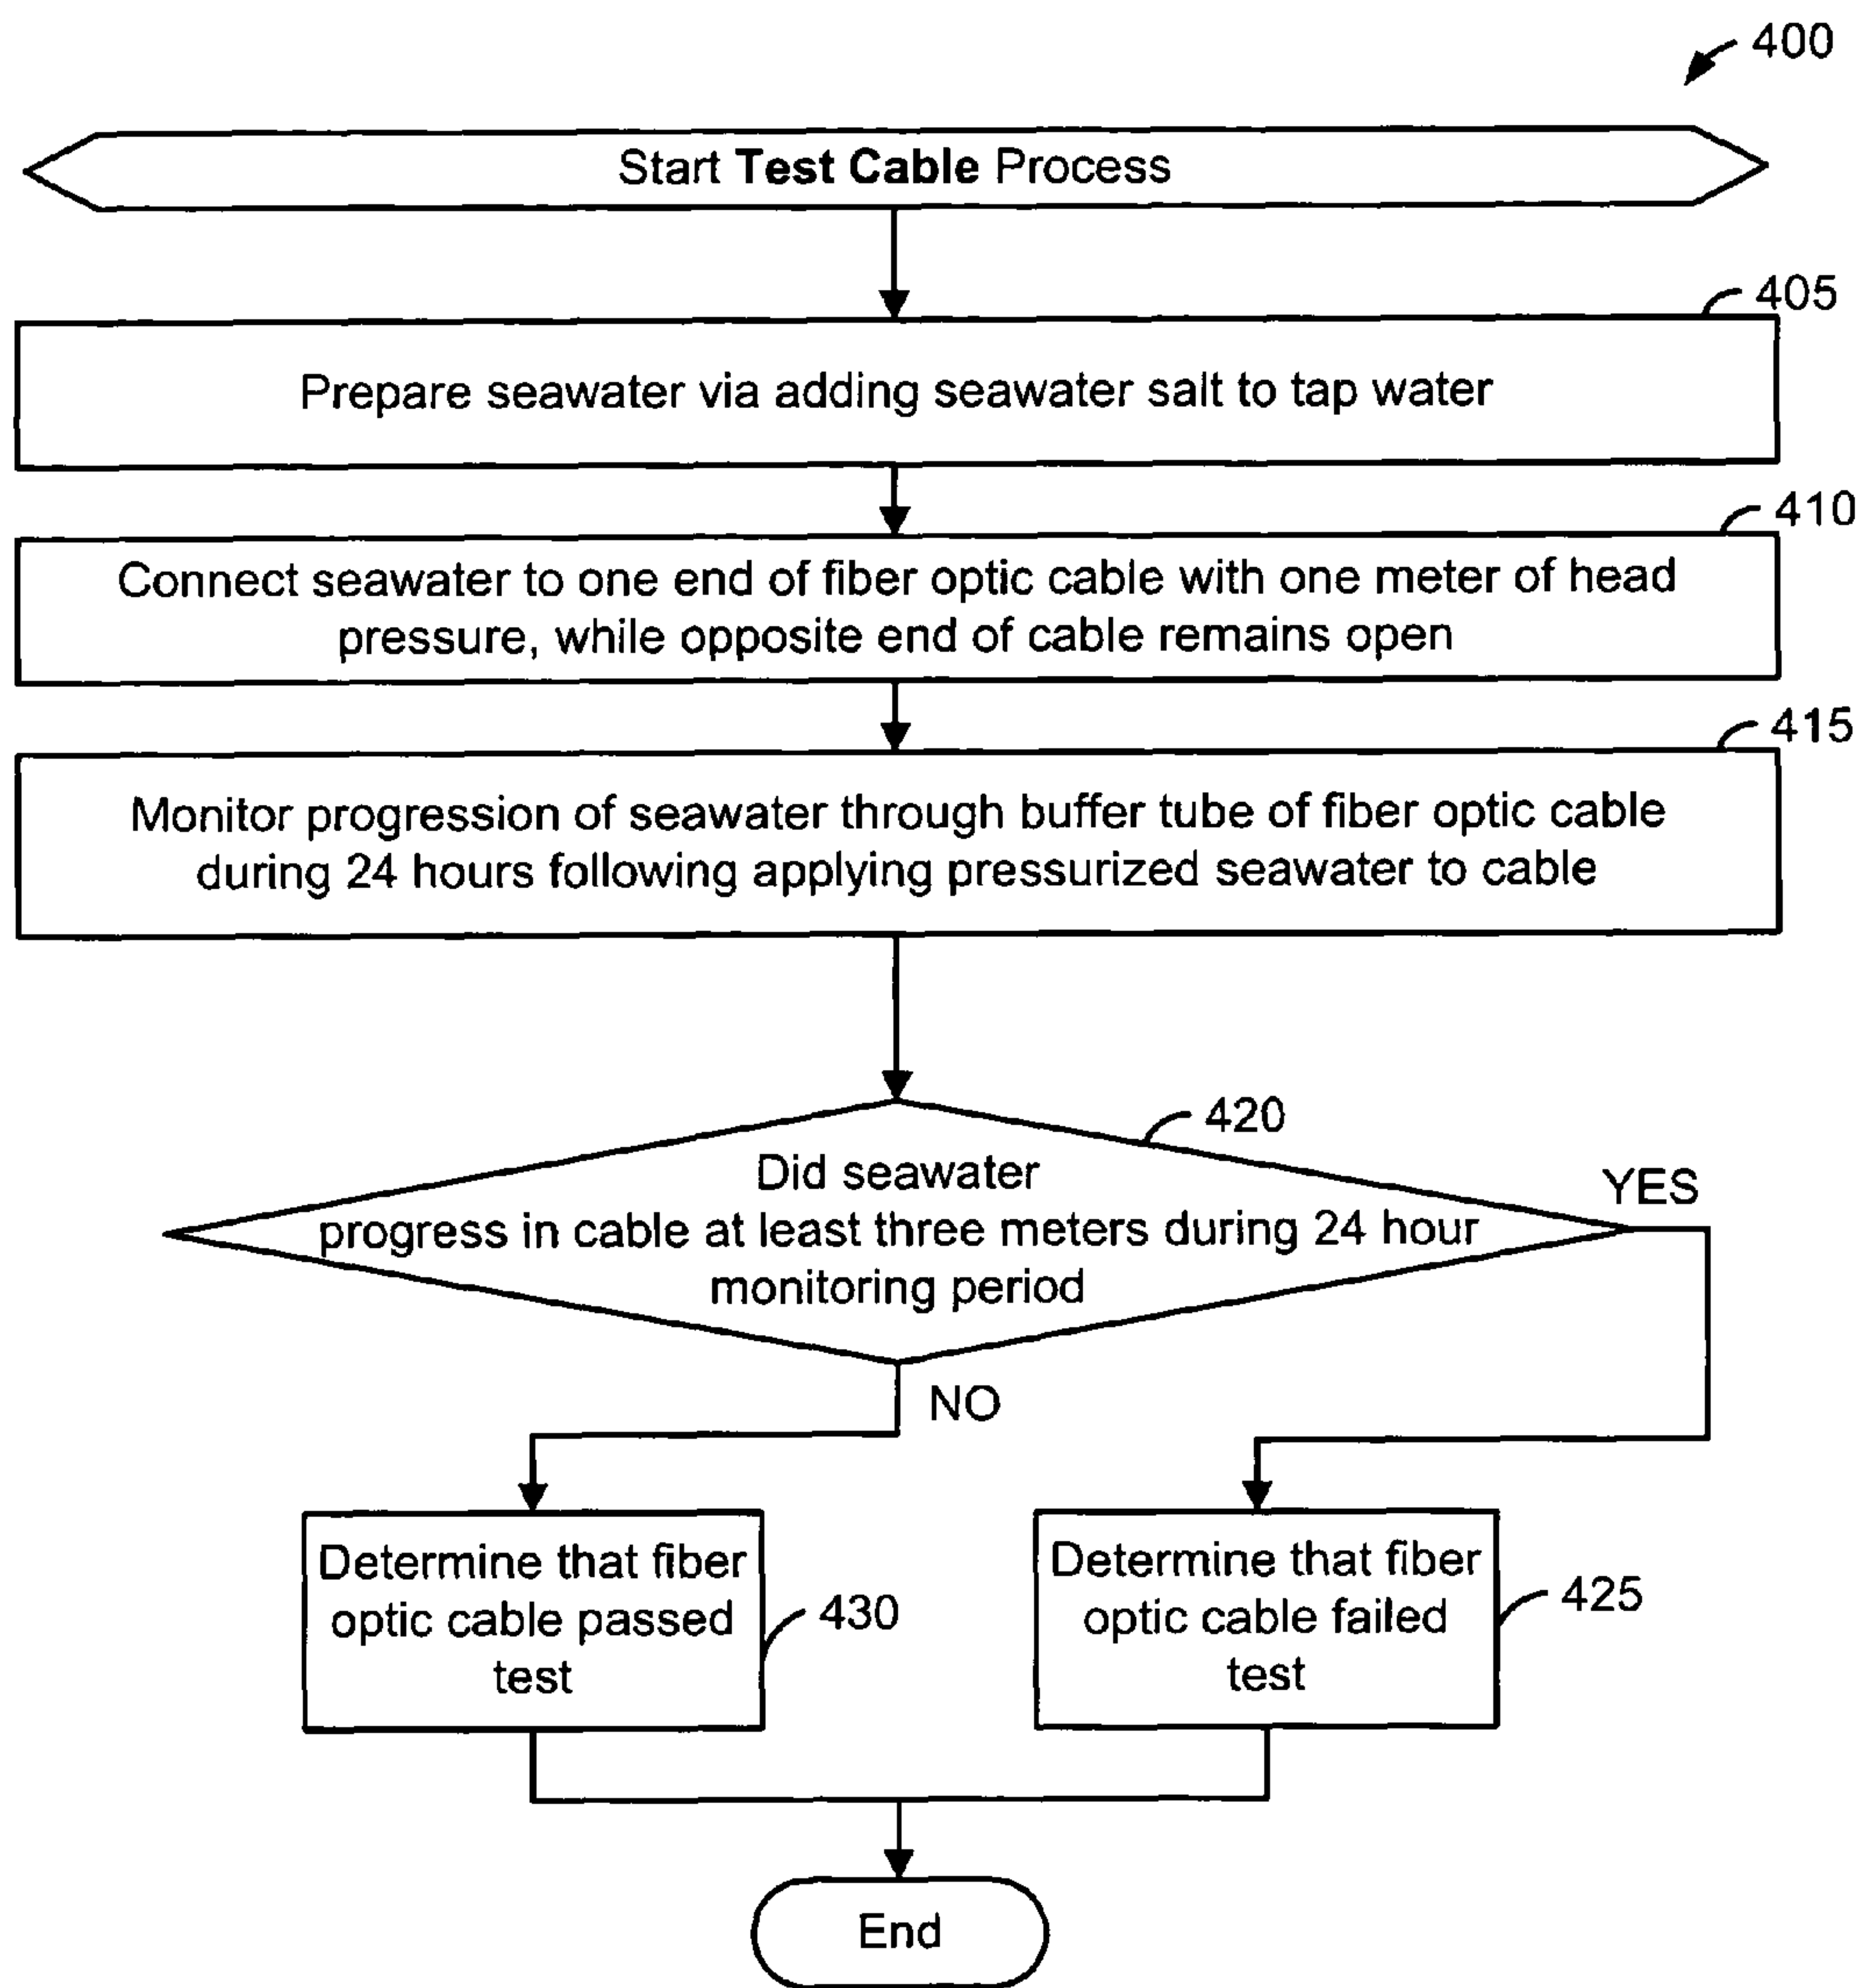 400
Start Test Cable Process
405
Prepare seawater via adding seawater salt to tap water
410
Connect seawater to one end of fiber optic cable with one meter of head
pressure, while opposite end of cable remains open
415
Monitor progression of seawater through buffer tube of fiber optic cable
during 24 hours following applying pressurized seawater to cable
420
Did seawater
progress in cable at least three meters during 24 hour
monitoring period
YES
NO
Determine that fiber
optic cable passed
test
430
Determine that fiber
optic cable failed
test
425
End